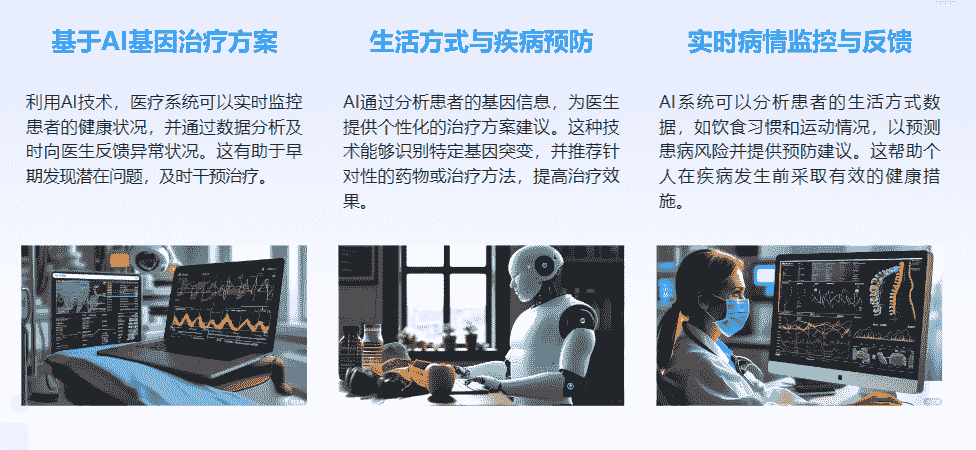 基于AI基因治疗方案
利用AI技术，医疗系统可以实时监控
患者的健康状况，并通过数据分析及
时向医生反馈异常状况。这有助于早
期发现潜在问题，及时干预治疗。
生活方式与疾病预防
AI通过分析患者的基因信息，为医生
提供个性化的治疗方案建议。这种技
术能够识别特定基因突变，并推荐针
对性的药物或治疗方法，提高治疗效
果。
实时病情监控与反馈
AI系统可以分析患者的生活方式数
据，如饮食习惯和运动情况，以预测
患病风险并提供预防建议。这帮助个
人在疾病发生前采取有效的健康措
施。